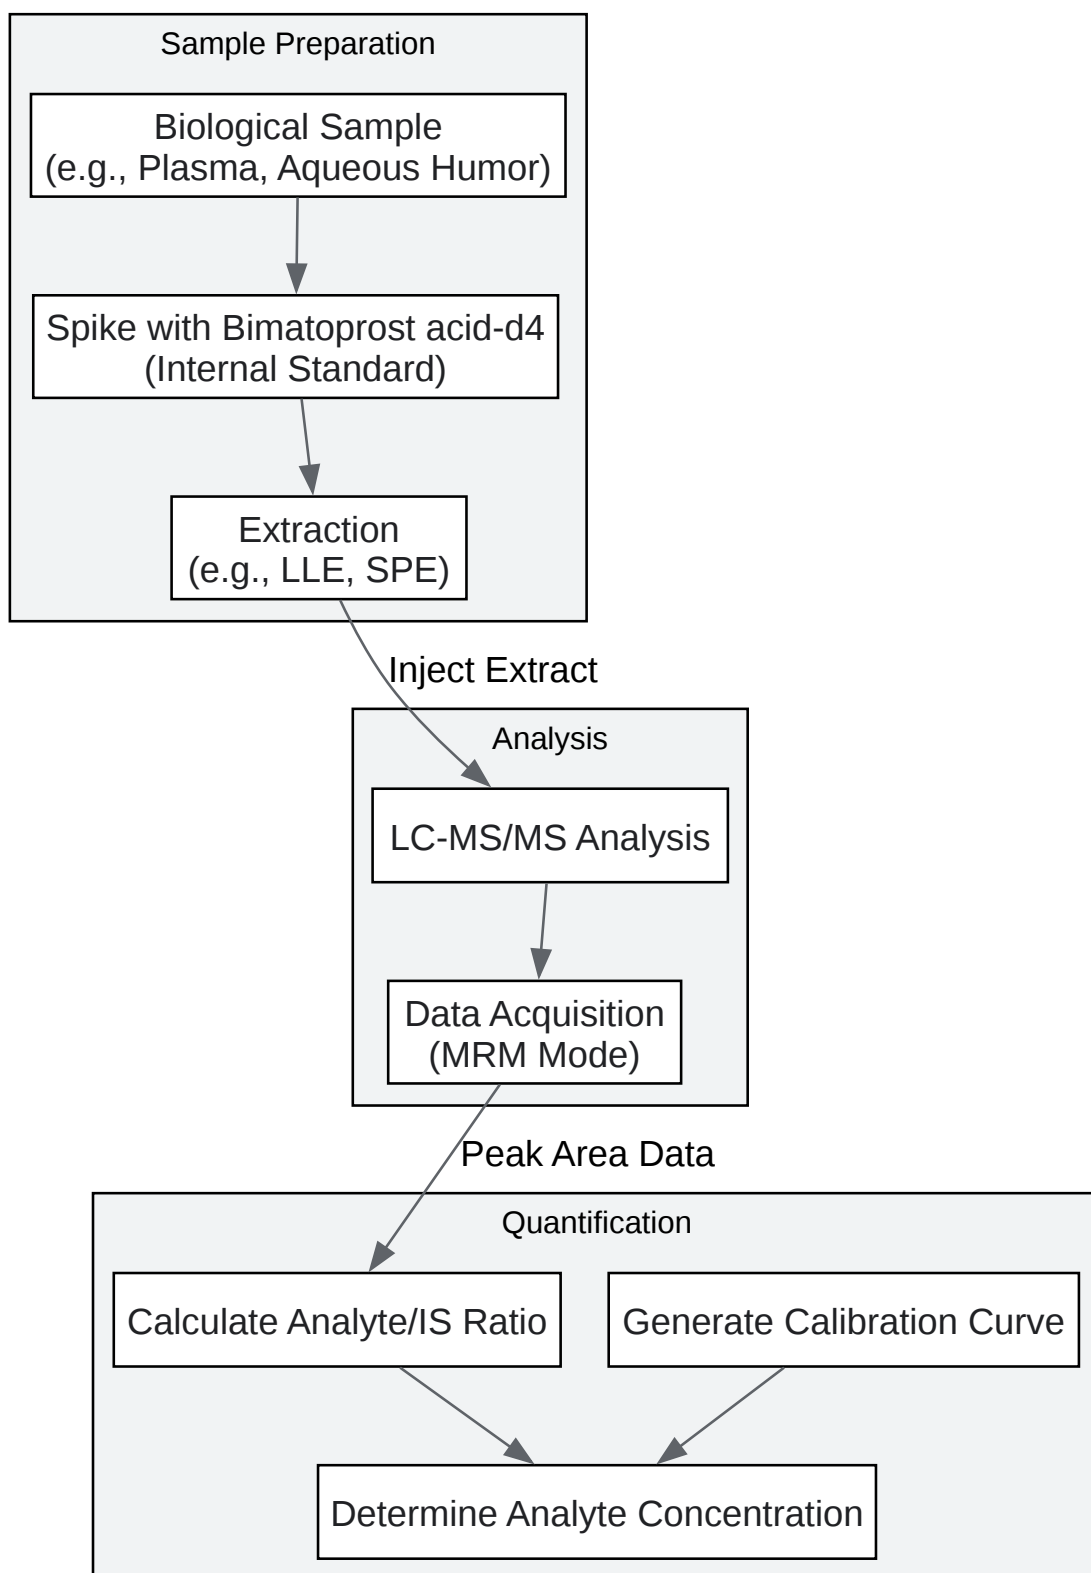 Sample Preparation
Biological Sample
(e.g., Plasma, Aqueous Humor)
Spike with Bimatoprost acid-d4
(Internal Standard)
Extraction
(e.g., LLE, SPE)
Inject Extract
Analysis
LC-MS/MS Analysis
Data Acquisition
(MRM Mode)
Peak Area Data
Quantification
Calculate Analyte/IS Ratio
Generate Calibration Curve
Determine Analyte Concentration